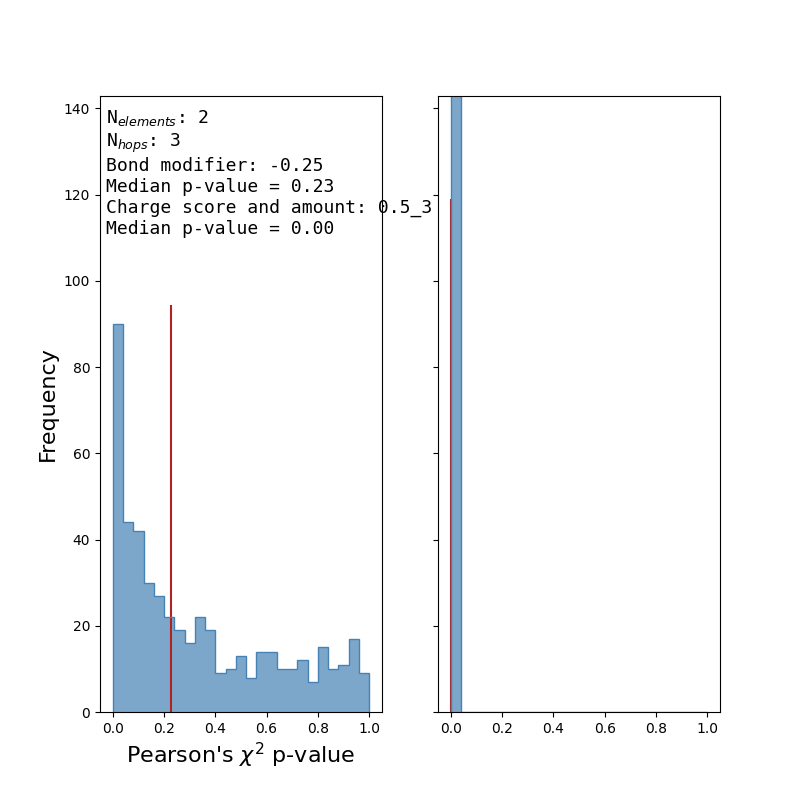 N_elements: 2
N_hops: 3
Bond modifier: -0.25
Median p-value = 0.23
Charge score and amount: 0.5_3
Median p-value = 0.00
140
120
100
80
60
40
20
0
Frequency
0.0 0.2 0.4 0.6 0.8 1.0
0.0 0.2 0.4 0.6 0.8 1.0
Pearson's χ² p-value